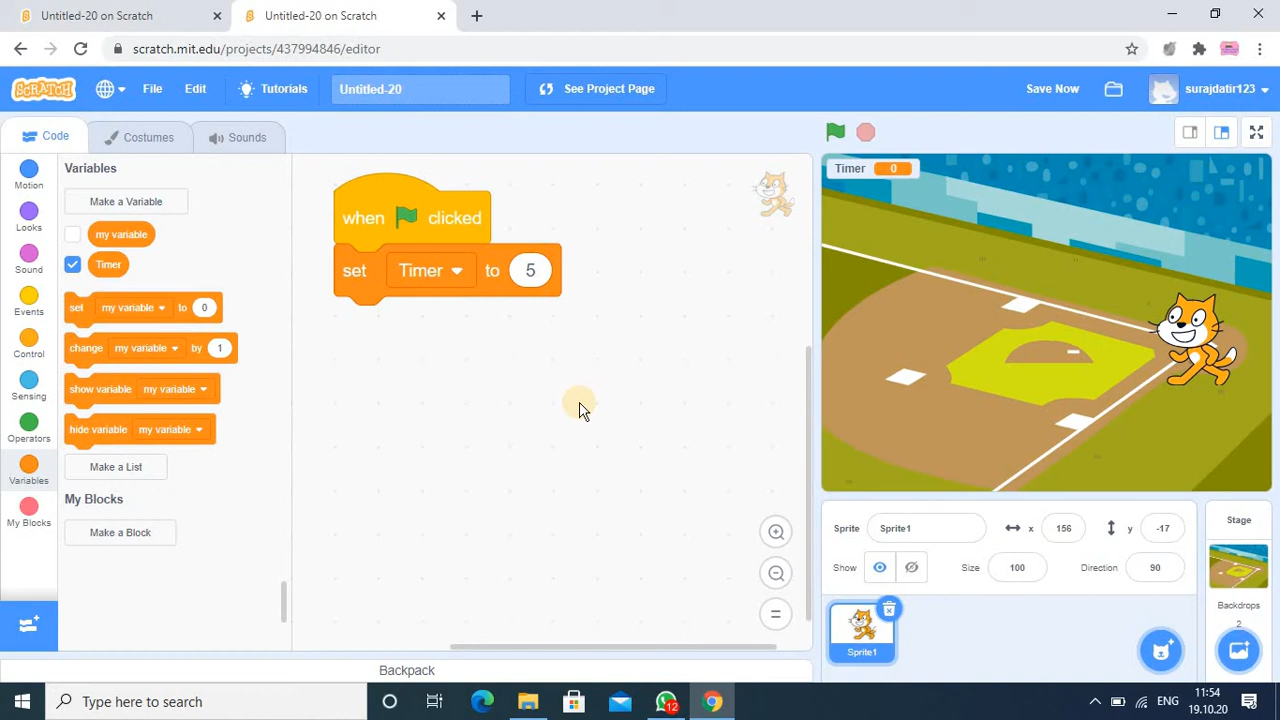 Untitled-20 on Scratch
Untitled-20 on Scratch
scratch.mit.edu/projects/437994846/editor
SCRATCH
File
Edit
Tutorials
Untitled-20
See Project Page
Save Now
surajdatir123
Code
Costumes
Sounds
Motion
Looks
Sound
Events
Control
Sensing
Operators
Variables
My Blocks
Variables
Make a Variable
my variable
Timer
set my variable to 0
change my variable by 1
show variable my variable
hide variable my variable
Make a List
My Blocks
Make a Block
when clicked
set Timer to 5
Timer 0
Sprite Sprite1 x 156 y -17
Show Size 100 Direction 90
Sprite1
Stage
Backdrops
2
Backpack
Type here to search
12
ENG
11:54
19.10.20